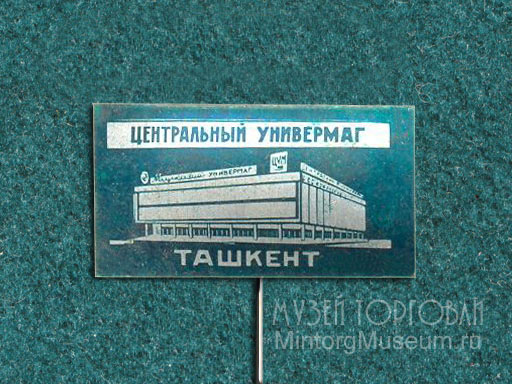 ЦЕНТРАЛЬНЫЙ УНИВЕРМАГ
УНИВЕРМАГ
ЦУМ
ТАШКЕНТ
МУЗЕЙ ТОРГОВЛИ
MintorgMuseum.ru